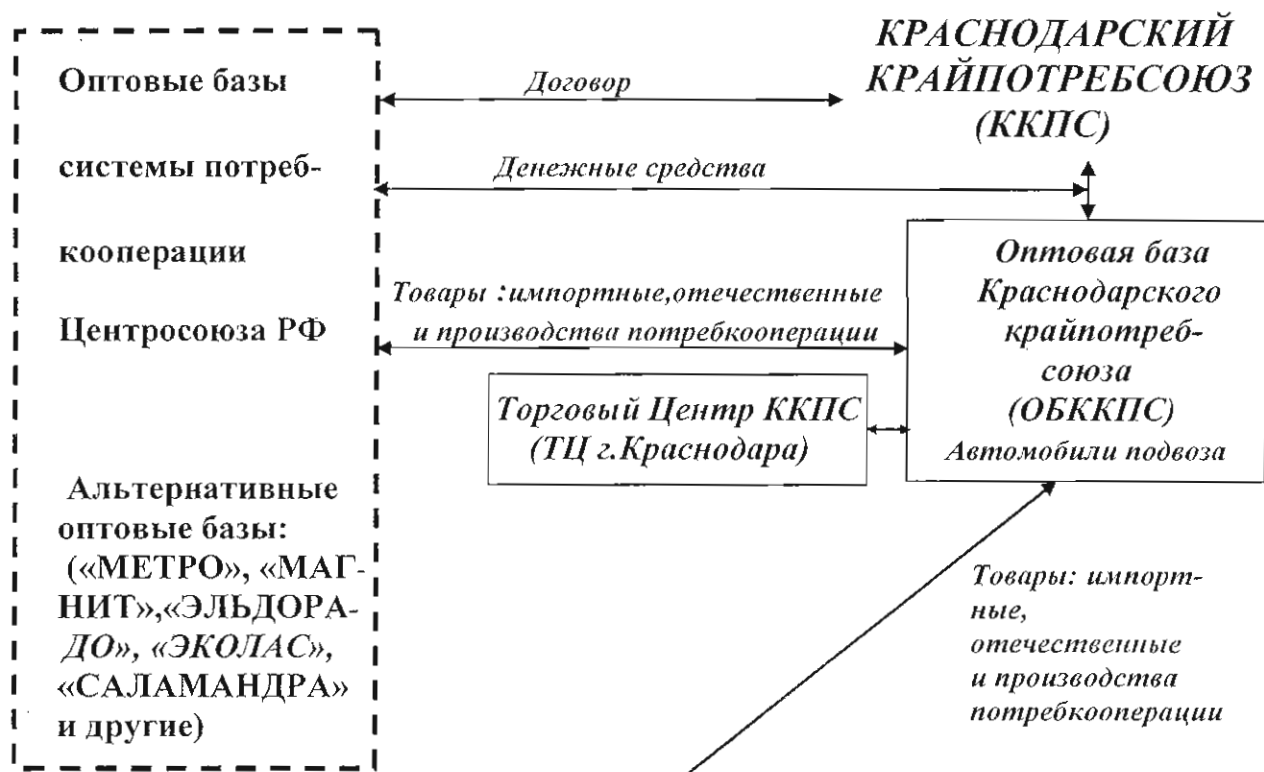 Оптовые базы
системы потреб-
кооперации
Центросоюза РФ
Альтернативные
оптовые базы:
(«МЕТРО», «МАГ-
НИТ»,«ЭЛЬДОРА-
ДО», «ЭКОЛАС»,
«САЛАМАНДРА»
и другие)
Договор
КРАСНОДАРСКИЙ
КРАЙПОТРЕБСОЮЗ
(ККПС)
Денежные средства
Товары :импортные,отечественные
и производства потребкооперации
Оптовая база
Краснодарского
крайпотреб-
союза
(ОБККПС)
Автомобили подвоза
Торговый Центр ККПС
(ТЦ г.Краснодара)
Товары: импорт-
ные,
отечественные
и производства
потребкооперации